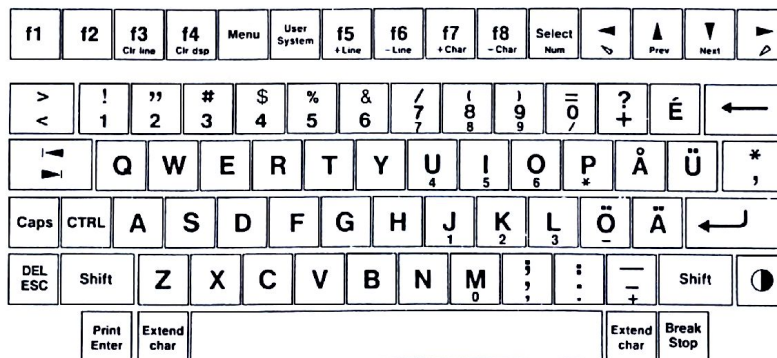 f1 f2 f3 f4 Menu User f5 f6 f7 f8 Select ◄ ▲ ▼ ►
Clr line Clr dsp System +Line –Line +Char –Char Num Prev Next
> ! " # $ % & / ( ) = ? É ←
< 1 2 3 4 5 6 7 8 9 0 +
7 8 9 /
|◄ Q W E R T Y U I O P Å Ü *
►| 4 5 6 * '
Caps CTRL A S D F G H J K L Ö Ä ↵
1 2 3 –
DEL Shift Z X C V B N M ; : — Shift
ESC , . –
0 , . +
Print Extend Extend Break
Enter char char Stop